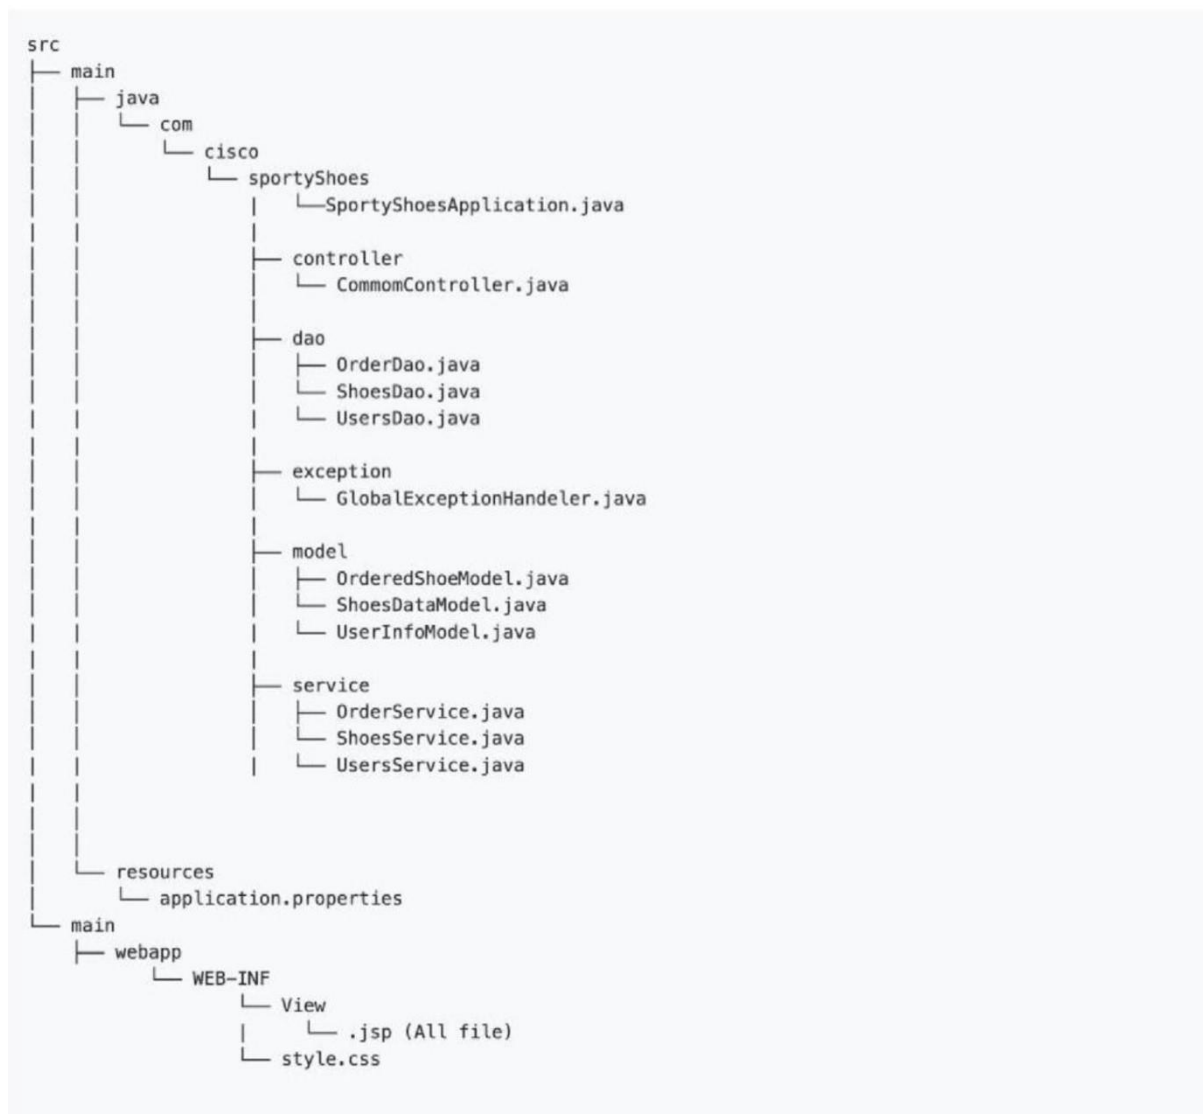 src
├── main
│   ├── java
│   │   └── com
│   │       └── cisco
│   │           └── sportyShoes
│   │               |   └──SportyShoesApplication.java
│   │               |
│   │               ├── controller
│   │               │   └── CommomController.java
│   │               |
│   │               ├── dao
│   │               │   ├── OrderDao.java
│   │               │   └── ShoesDao.java
│   │               |   └── UsersDao.java
│   │               |
│   │               ├── exception
│   │               │   └── GlobalExceptionHandeler.java
│   │               |
│   │               ├── model
│   │               │   ├── OrderedShoeModel.java
│   │               │   └── ShoesDataModel.java
|   |               |   └── UserInfoModel.java
│   │               |
│   │               ├── service
│   │               │   ├── OrderService.java
│   │               │   └── ShoesService.java
|   |               |   └── UsersService.java
│   │
│   │
│   │
│   └── resources
│       └── application.properties
└── main
    ├── webapp
           └── WEB-INF
                   └── View
                   |     └── .jsp (All file)
                   └── style.css